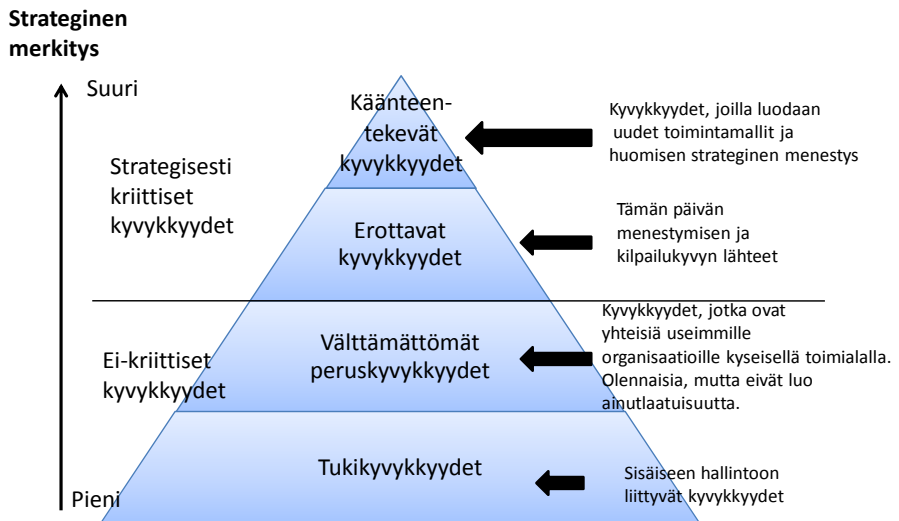 Strateginen
merkitys
Suuri
Käänteen-
tekevät
kyvykkyydet
Kyvykkyydet, joilla luodaan
uudet toimintamallit ja
huomisen strateginen menestys
Strategisesti
kriittiset
kyvykkyydet
Erottavat
kyvykkyydet
Tämän päivän
menestymisen ja
kilpailukyvyn lähteet
Ei-kriittiset
kyvykkyydet
Välttämättömät
peruskyvykkyydet
Kyvykkyydet, jotka ovat
yhteisiä useimmille
organisaatioille kyseisellä toimialalla.
Olennaisia, mutta eivät luo
ainutlaatuisuutta.
Tukikyvykkyydet
Sisäiseen hallintoon
liittyvät kyvykkyydet
Pieni